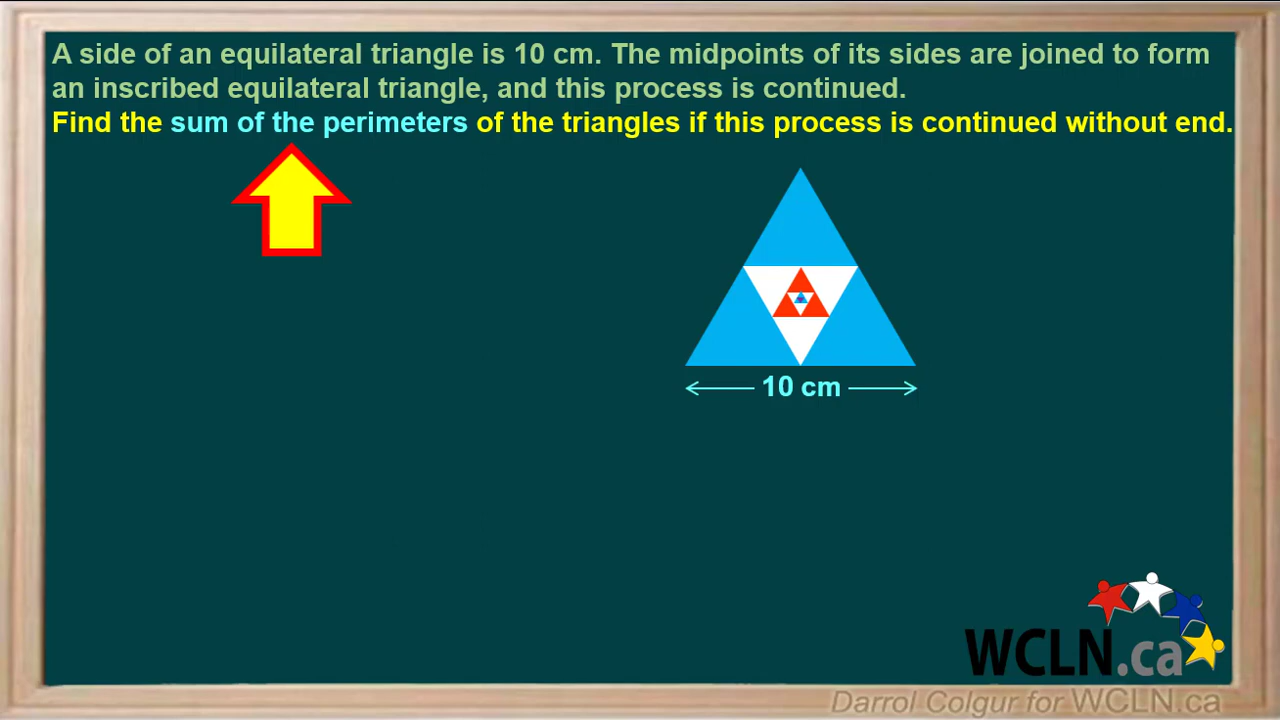 A side of an equilateral triangle is 10 cm. The midpoints of its sides are joined to form
an inscribed equilateral triangle, and this process is continued.
Find the sum of the perimeters of the triangles if this process is continued without end.
10 cm
WCLN.ca
Darrol Colgur for WCLN.ca